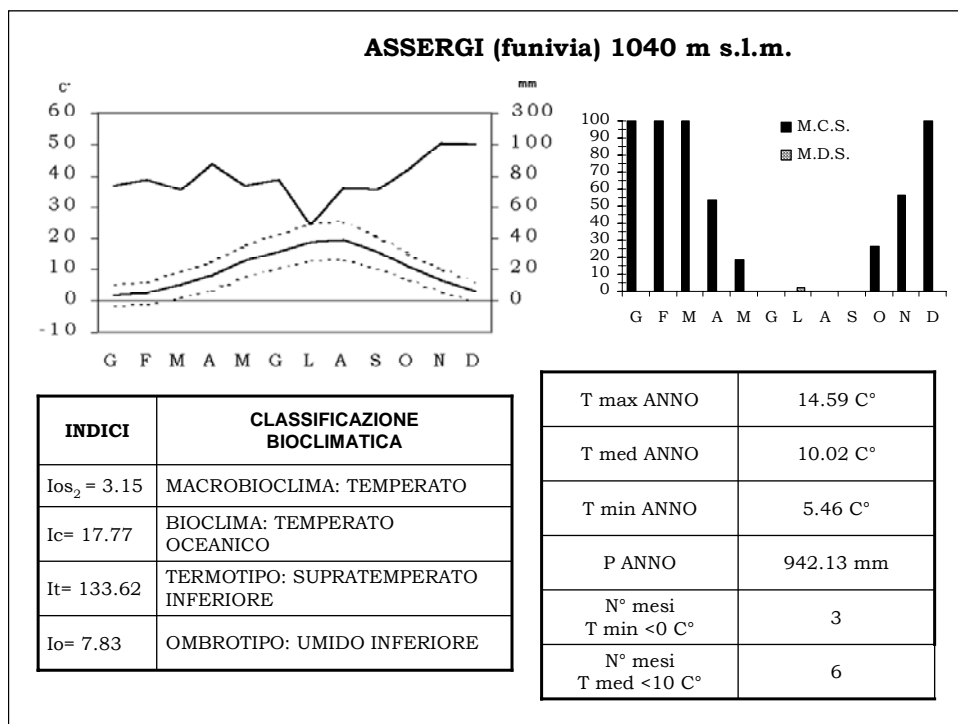 ASSERGI (funivia) 1040 m s.l.m.
C° mm
60 300
50 100
40 80
30 60
20 40
10 20
0 0
-10
G F M A M G L A S O N D
100
90
80
70
60
50
40
30
20
10
0
M.C.S.
M.D.S.
G F M A M G L A S O N D
INDICI
CLASSIFICAZIONE
BIOCLIMATICA
Ios2 = 3.15 MACROBIOCLIMA: TEMPERATO
Ic= 17.77 BIOCLIMA: TEMPERATO
OCEANICO
It= 133.62 TERMOTIPO: SUPRATEMPERATO
INFERIORE
Io= 7.83 OMBROTIPO: UMIDO INFERIORE
T max ANNO 14.59 C°
T med ANNO 10.02 C°
T min ANNO 5.46 C°
P ANNO 942.13 mm
N° mesi
T min <0 C° 3
N° mesi
T med <10 C° 6